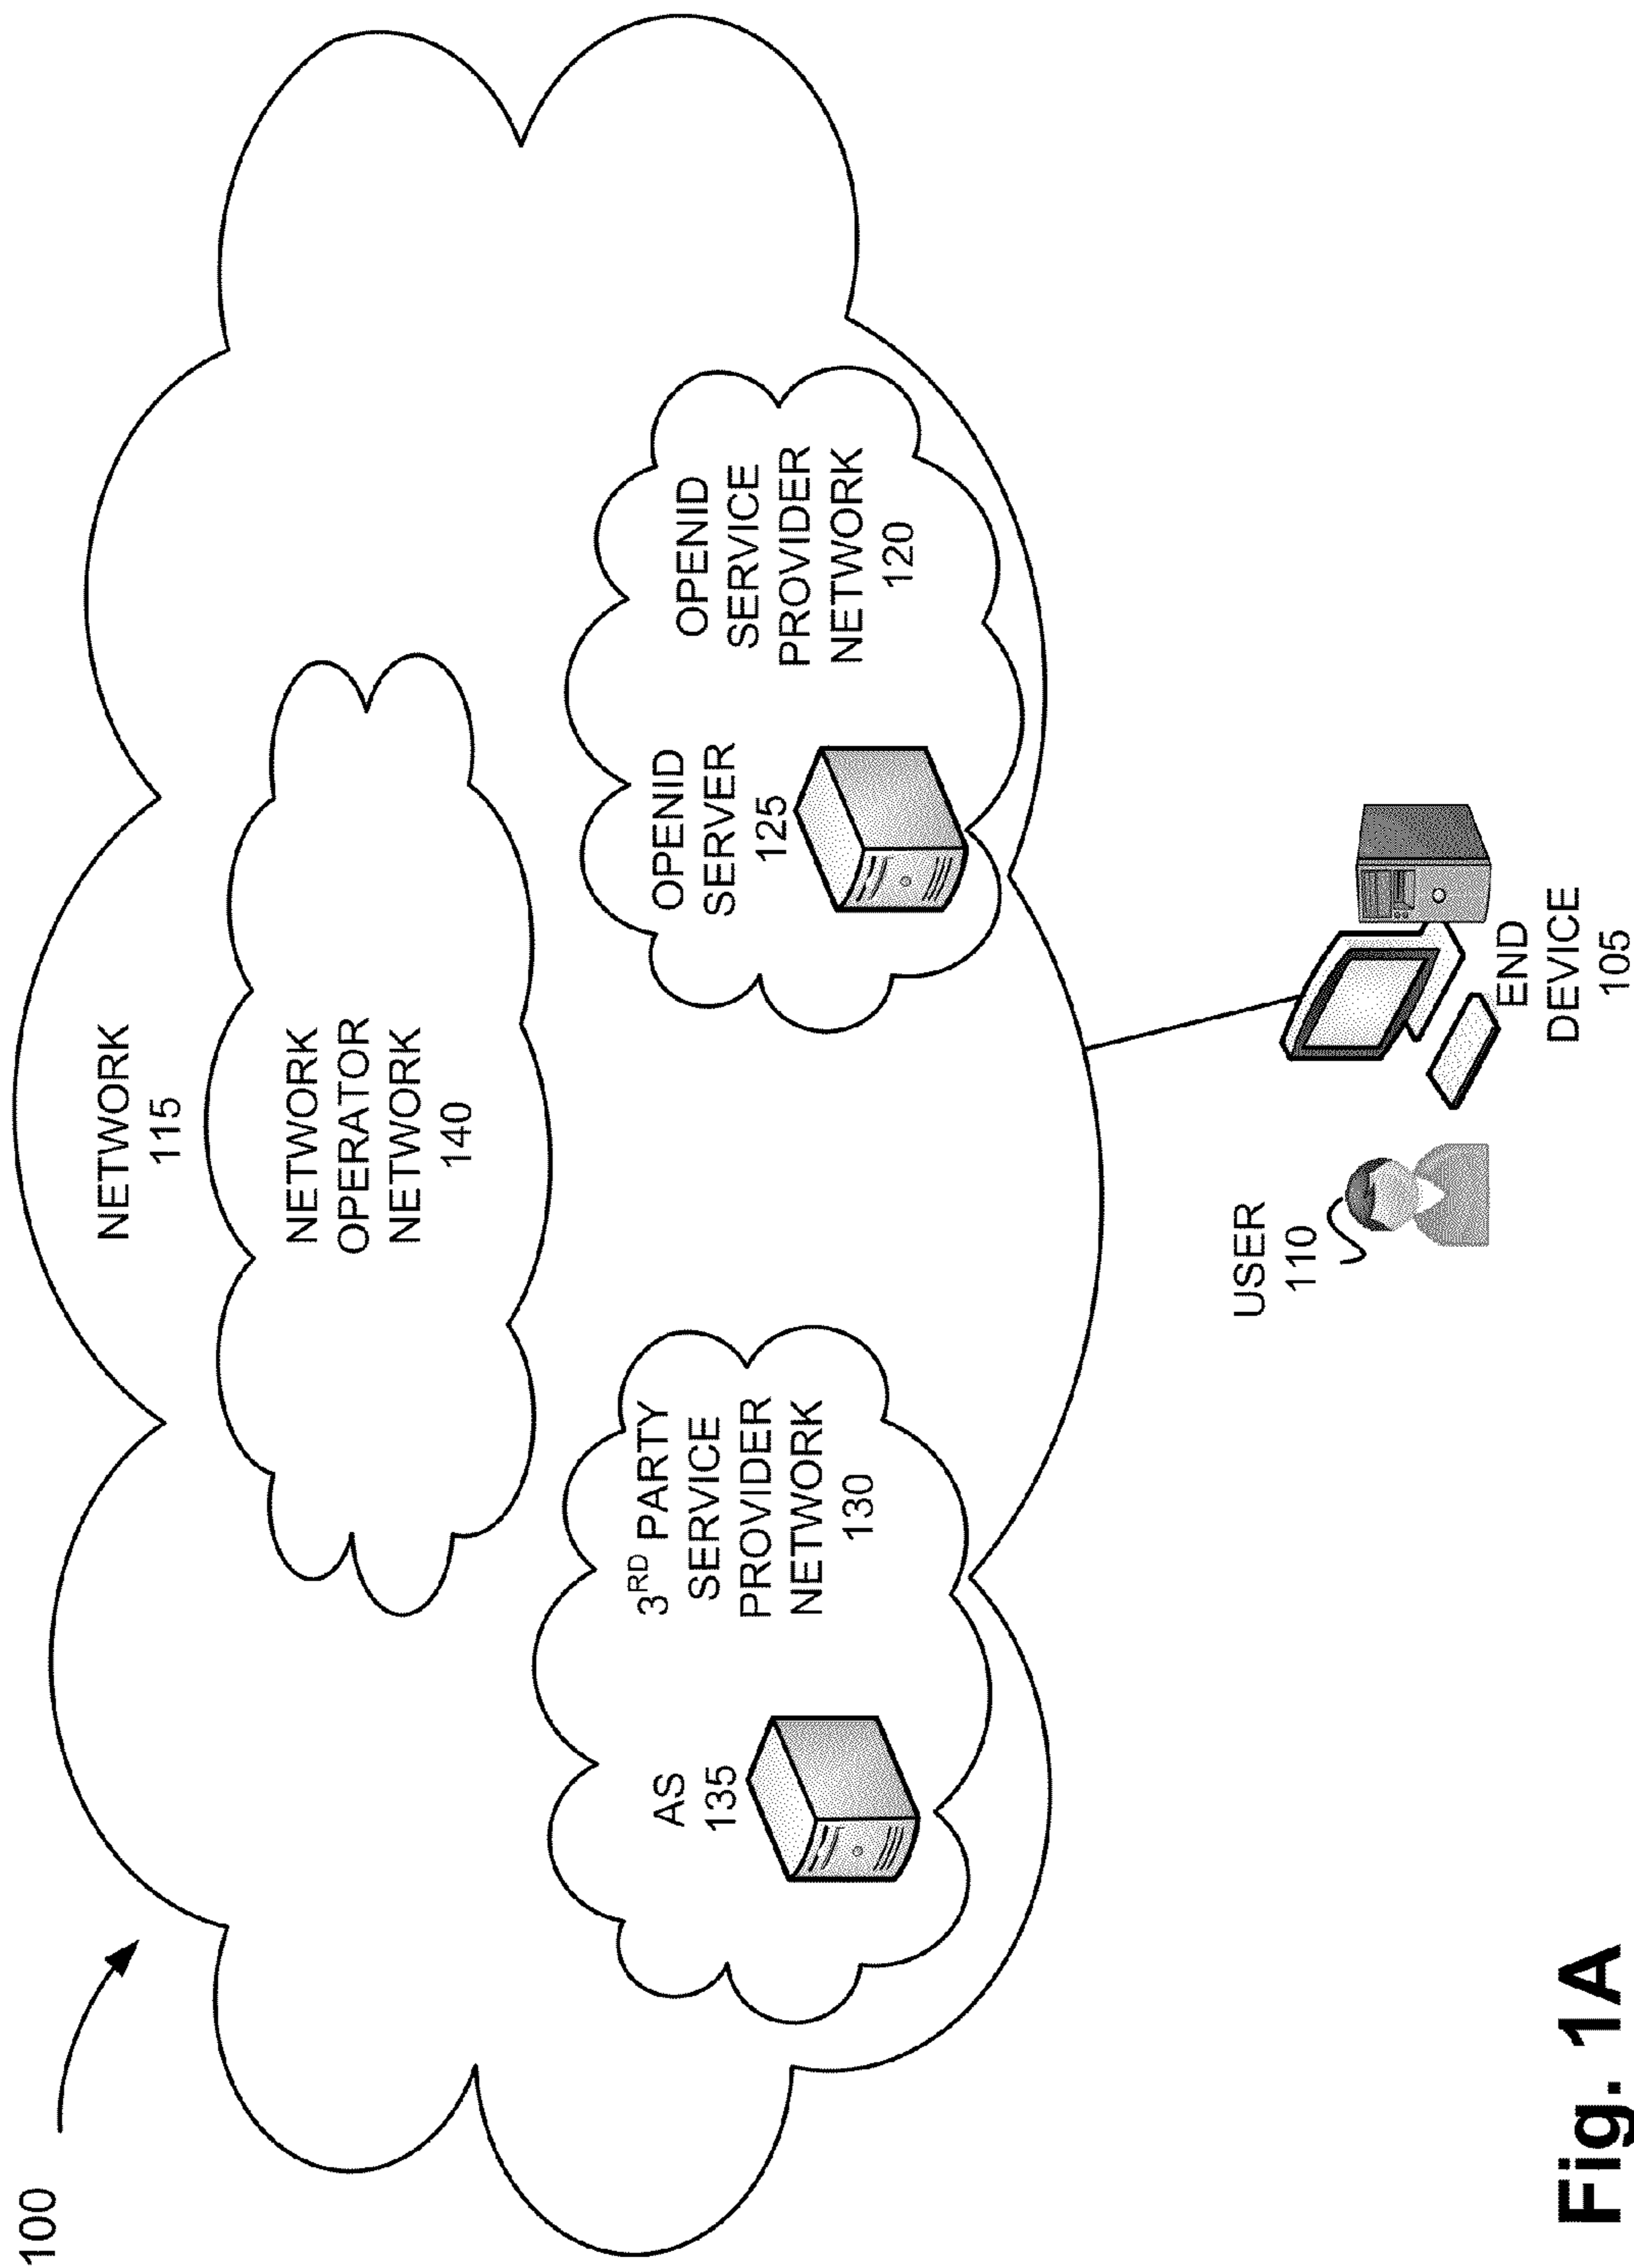 100
NETWORK
115
NETWORK
OPERATOR
NETWORK
140
3RD PARTY
SERVICE
PROVIDER
NETWORK
130
AS
135
OPENID
SERVER
125
OPENID
SERVICE
PROVIDER
NETWORK
120
USER
110
END
DEVICE
105
Fig. 1A